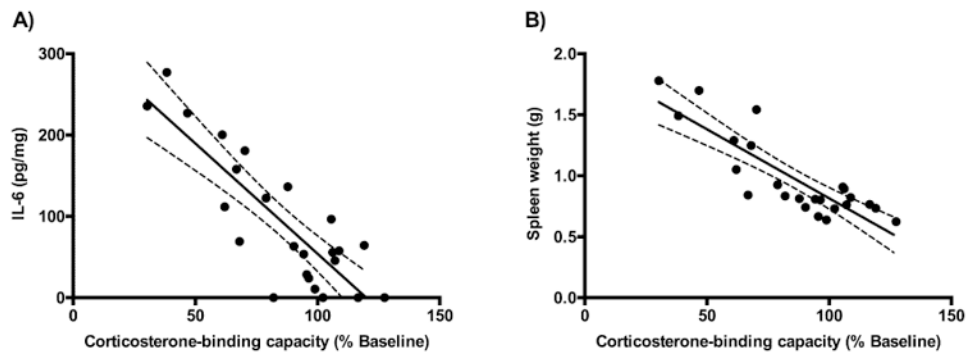 A)
300
200
100
0
0
50
100
150
IL-6 (pg/mg)
Corticosterone-binding capacity (% Baseline)
B)
2.0
1.5
1.0
0.5
0.0
0
50
100
150
Spleen weight (g)
Corticosterone-binding capacity (% Baseline)